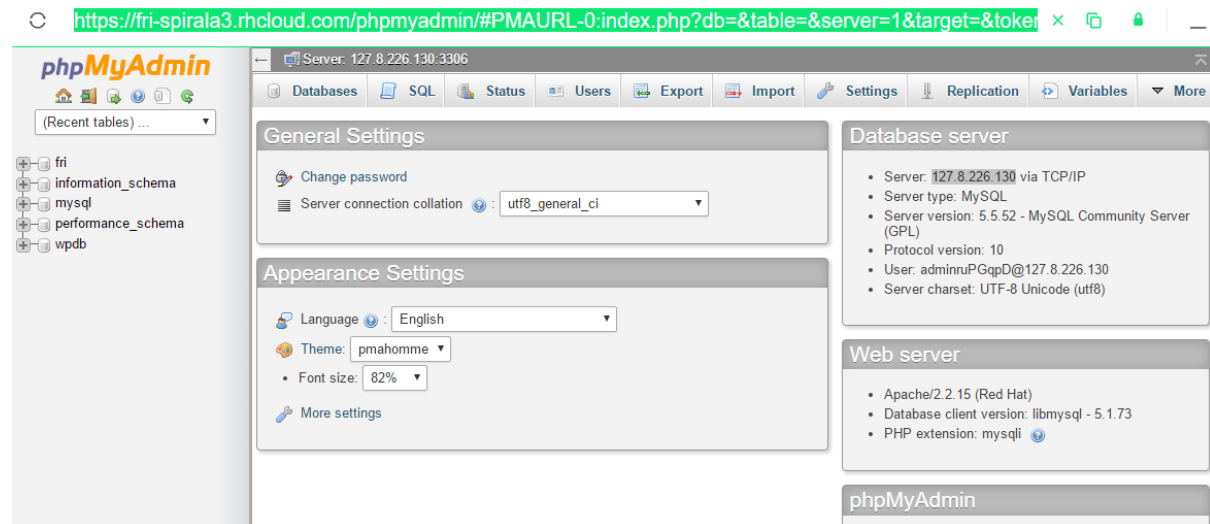 https://fri-spirala3.rhcloud.com/phpmyadmin/#PMAURL-0:index.php?db=&table=&server=1&target=&token
phpMyAdmin
(Recent tables) ...
fri
information_schema
mysql
performance_schema
wpdb
Server: 127.8.226.130:3306
Databases SQL Status Users Export Import Settings Replication Variables More
General Settings
Change password
Server connection collation : utf8_general_ci
Appearance Settings
Language : English
Theme: pmahomme
Font size: 82%
More settings
Database server
Server: 127.8.226.130 via TCP/IP
Server type: MySQL
Server version: 5.5.52 - MySQL Community Server
(GPL)
Protocol version: 10
User: adminruPGqpD@127.8.226.130
Server charset: UTF-8 Unicode (utf8)
Web server
Apache/2.2.15 (Red Hat)
Database client version: libmysql - 5.1.73
PHP extension: mysqli
phpMyAdmin